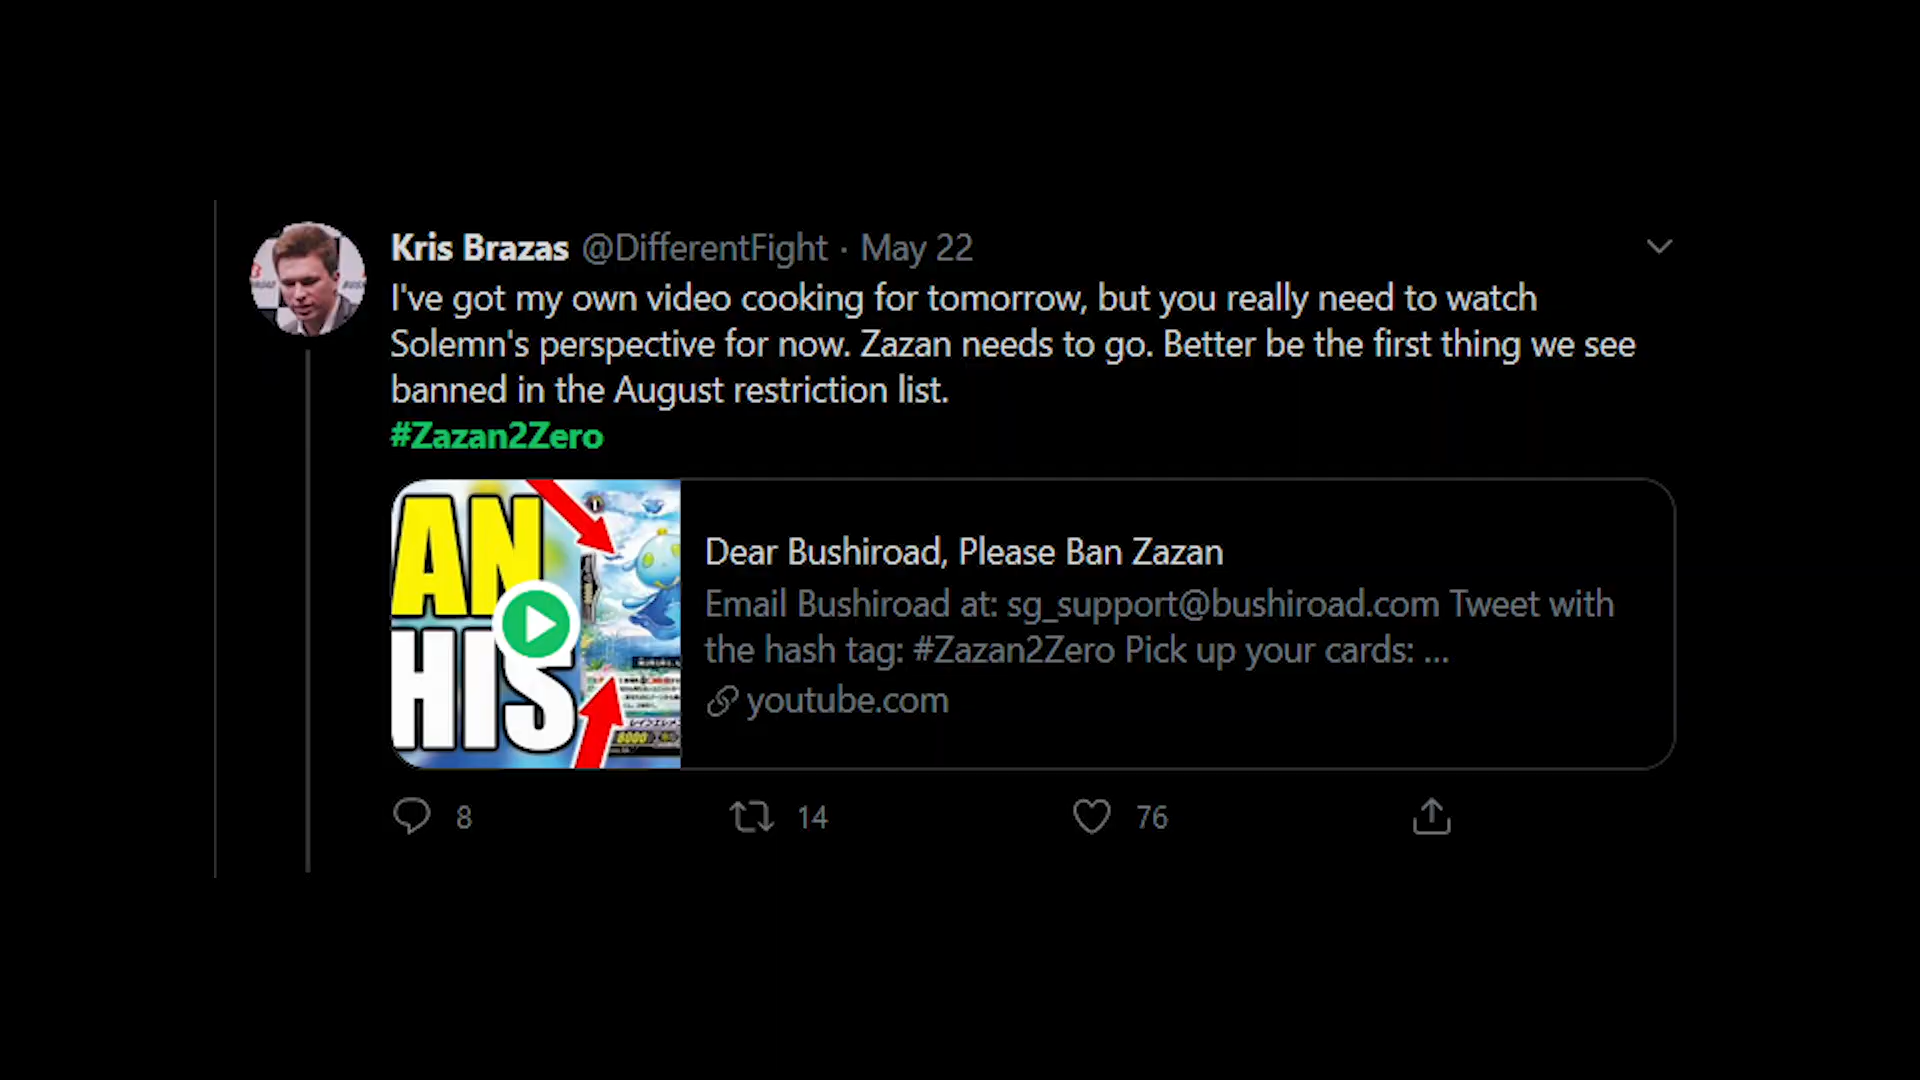 Kris Brazas @DifferentFight · May 22
I've got my own video cooking for tomorrow, but you really need to watch
Solemn's perspective for now. Zazan needs to go. Better be the first thing we see
banned in the August restriction list.
#Zazan2Zero
AN
HIS
8000
Dear Bushiroad, Please Ban Zazan
Email Bushiroad at: sg_support@bushiroad.com Tweet with
the hash tag: #Zazan2Zero Pick up your cards: ...
youtube.com
8 14 76